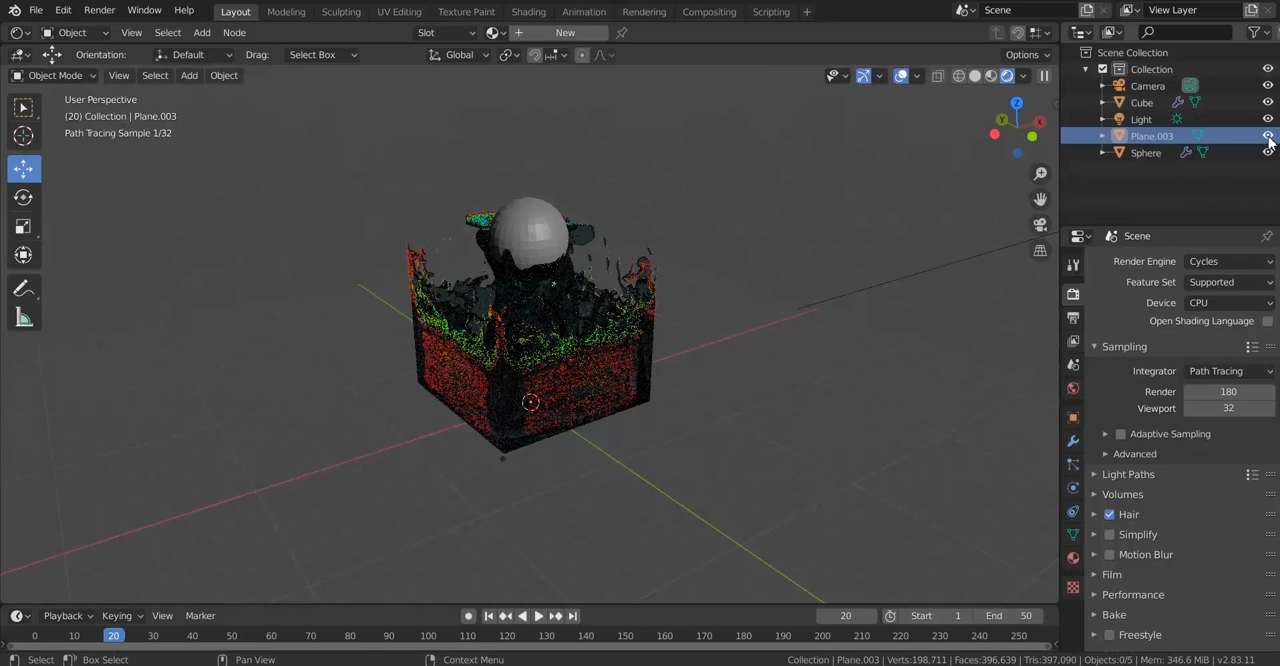 File Edit Render Window Help Layout Modeling Sculpting UV Editing Texture Paint Shading Animation Rendering Compositing Scripting + Scene View Layer
Object View Select Add Node Slot New
Orientation: Default Drag: Select Box Global Options
Object Mode View Select Add Object
User Perspective
(20) Collection | Plane.003
Path Tracing Sample 1/32
Z
Y
X
Scene Collection
Collection
Camera
Cube
Light
Plane.003
Sphere
Scene
Render Engine Cycles
Feature Set Supported
Device CPU
Open Shading Language
Sampling
Integrator Path Tracing
Render 180
Viewport 32
Adaptive Sampling
Advanced
Light Paths
Volumes
Hair
Simplify
Motion Blur
Film
Performance
Bake
Freestyle
Playback Keying View Marker 20 Start 1 End 50
0 10 20 30 40 50 60 70 80 90 100 110 120 130 140 150 160 170 180 190 200 210 220 230 240 250
Select Box Select Pan View Context Menu Collection | Plane.003 | Verts:198,711 | Faces:396,639 | Tris:397,090 | Objects:0/5 | Mem: 346.6 MiB | v2.83.11